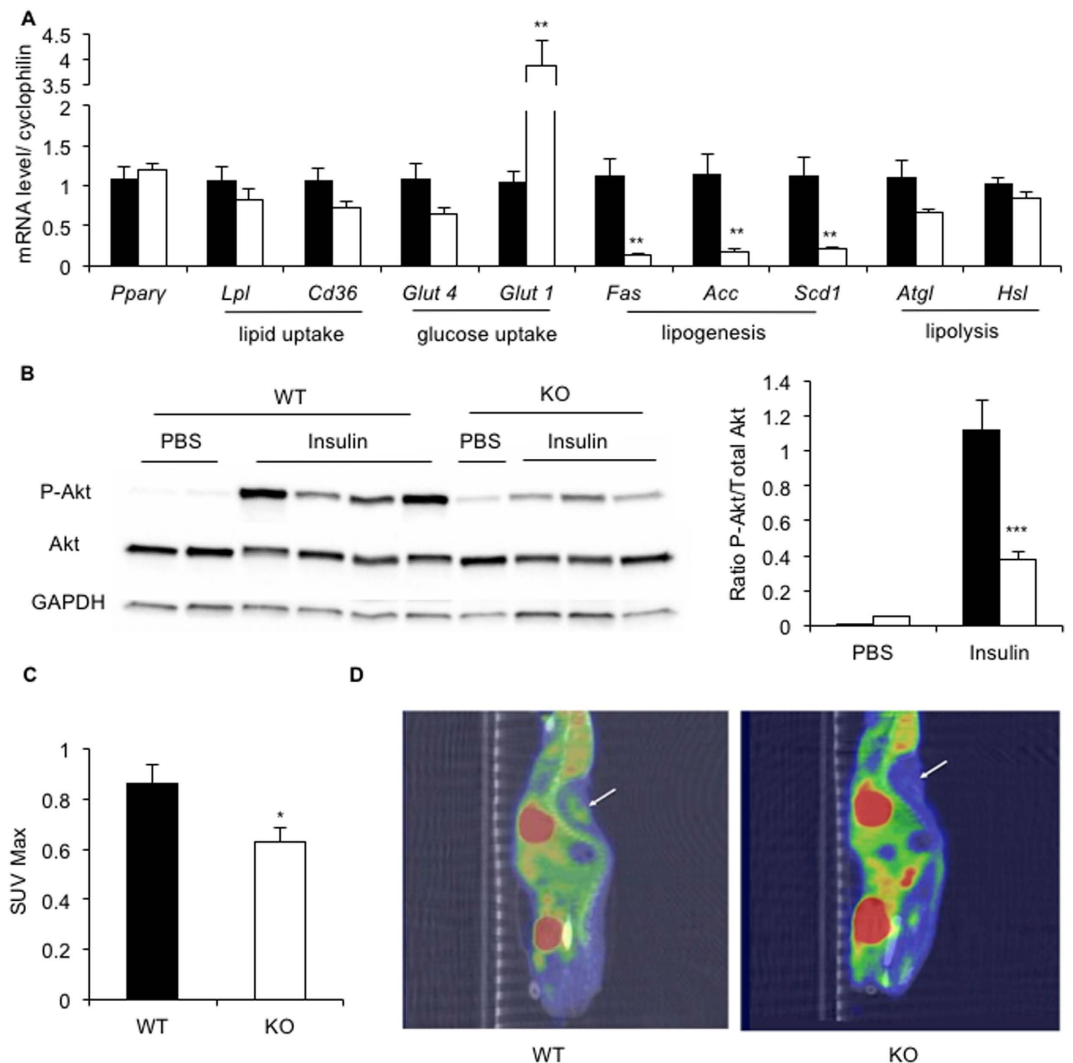 A
mRNA level/ cyclophilin
4.5
4
3.5
2
1.5
1
0.5
0
**
** ** **
Pparγ Lpl Cd36 Glut 4 Glut 1 Fas Acc Scd1 Atgl Hsl
lipid uptake glucose uptake lipogenesis lipolysis
B
WT KO
PBS Insulin PBS Insulin
P-Akt
Akt
GAPDH
Ratio P-Akt/Total Akt
1.4
1.2
1
0.8
0.6
0.4
0.2
0
***
PBS Insulin
C
SUV Max
1
0.8
0.6
0.4
0.2
0
*
WT KO
D
WT KO